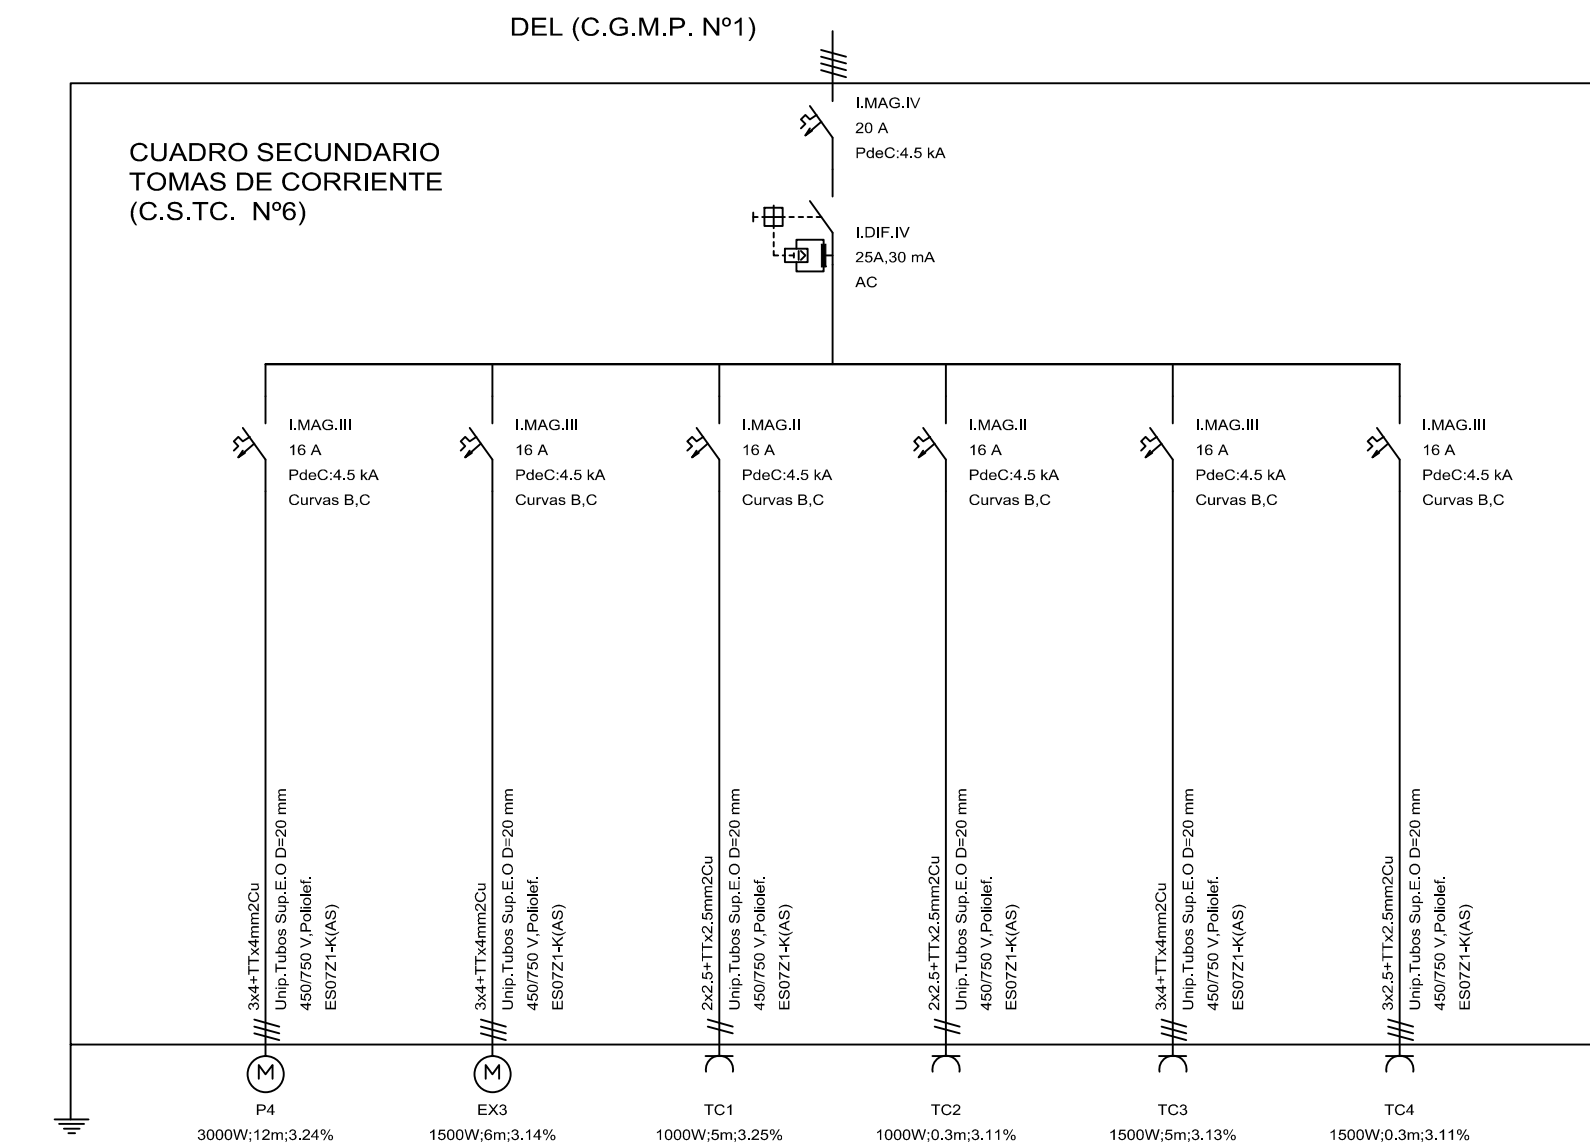 DEL (C.G.M.P. Nº1)
I.MAG.IV
20 A
PdeC:4.5 kA
CUADRO SECUNDARIO
TOMAS DE CORRIENTE
(C.S.TC. Nº6)
I.DIF.IV
25A,30 mA
AC
I.MAG.III
16 A
PdeC:4.5 kA
Curvas B,C
I.MAG.III
16 A
PdeC:4.5 kA
Curvas B,C
I.MAG.II
16 A
PdeC:4.5 kA
Curvas B,C
I.MAG.II
16 A
PdeC:4.5 kA
Curvas B,C
I.MAG.III
16 A
PdeC:4.5 kA
Curvas B,C
I.MAG.III
16 A
PdeC:4.5 kA
Curvas B,C
3x4+TTx4mm2Cu
Unip.Tubos Sup.E.O D=20 mm
450/750 V,Poliolef.
ES07Z1-K(AS)
3x4+TTx4mm2Cu
Unip.Tubos Sup.E.O D=20 mm
450/750 V,Poliolef.
ES07Z1-K(AS)
2x2.5+TTx2.5mm2Cu
Unip.Tubos Sup.E.O D=20 mm
450/750 V,Poliolef.
ES07Z1-K(AS)
2x2.5+TTx2.5mm2Cu
Unip.Tubos Sup.E.O D=20 mm
450/750 V,Poliolef.
ES07Z1-K(AS)
3x4+TTx4mm2Cu
Unip.Tubos Sup.E.O D=20 mm
450/750 V,Poliolef.
ES07Z1-K(AS)
3x2.5+TTx2.5mm2Cu
Unip.Tubos Sup.E.O D=20 mm
450/750 V,Poliolef.
ES07Z1-K(AS)
M
P4
3000W;12m;3.24%
M
EX3
1500W;6m;3.14%
TC1
1000W;5m;3.25%
TC2
1000W;0.3m;3.11%
TC3
1500W;5m;3.13%
TC4
1500W;0.3m;3.11%